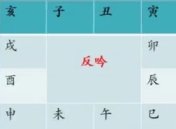 亥 子 丑 寅
戌 卯
反吟
酉 辰
申 未 午 巳